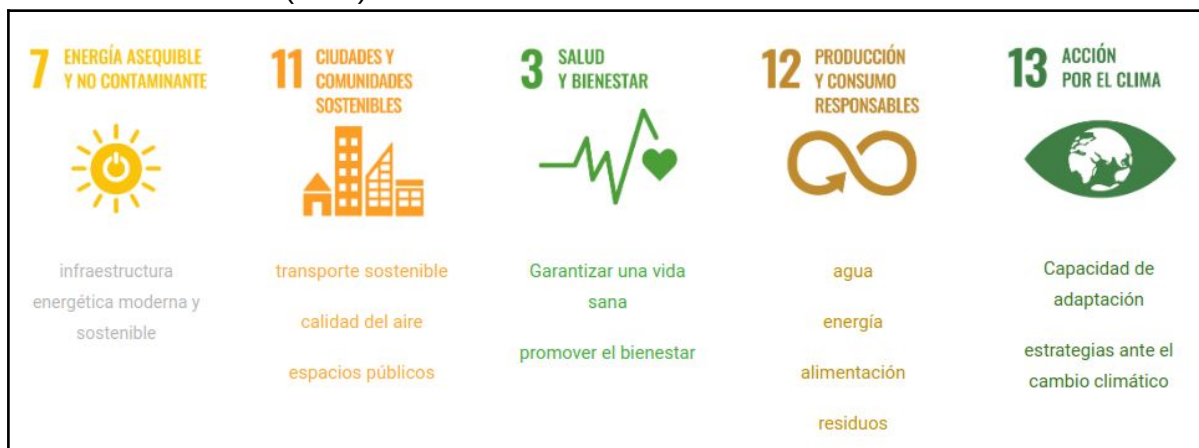 7 ENERGÍA ASEQUIBLE
Y NO CONTAMINANTE
infraestructura
energética moderna y
sostenible
11 CIUDADES Y
COMUNIDADES
SOSTENIBLES
transporte sostenible
calidad del aire
espacios públicos
3 SALUD
Y BIENESTAR
Garantizar una vida
sana
promover el bienestar
12 PRODUCCIÓN
Y CONSUMO
RESPONSABLES
agua
energía
alimentación
residuos
13 ACCIÓN
POR EL CLIMA
Capacidad de
adaptación
estrategias ante el
cambio climático